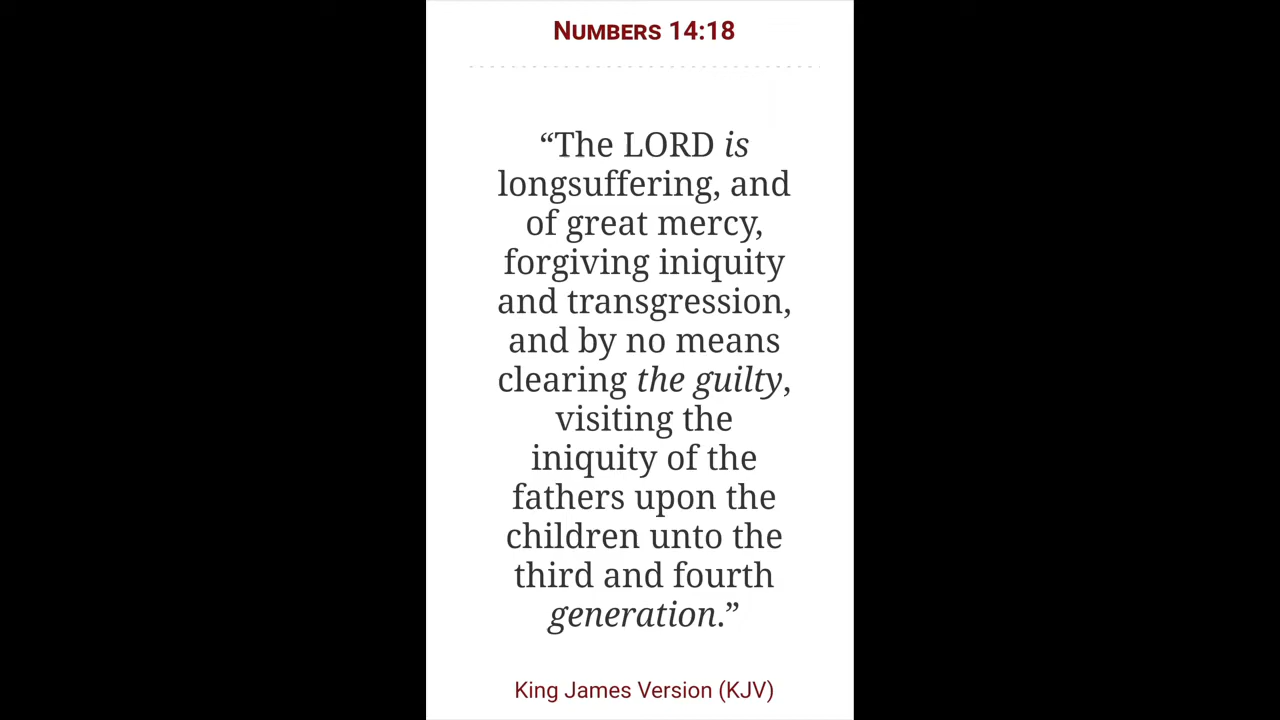 Numbers 14:18
“The LORD is
longsuffering, and
of great mercy,
forgiving iniquity
and transgression,
and by no means
clearing the guilty,
visiting the
iniquity of the
fathers upon the
children unto the
third and fourth
generation.”
King James Version (KJV)